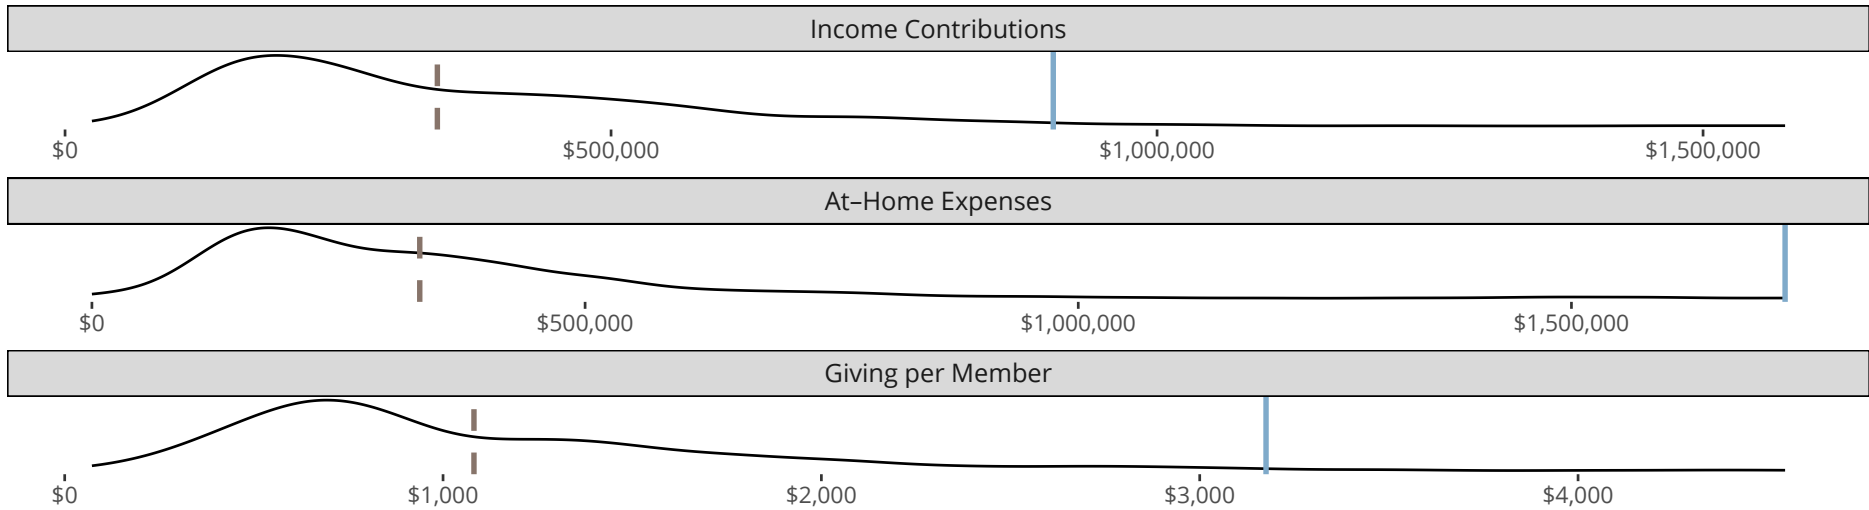 Income Contributions
$0 $500,000 $1,000,000 $1,500,000
At–Home Expenses
$0 $500,000 $1,000,000 $1,500,000
Giving per Member
$0 $1,000 $2,000 $3,000 $4,000